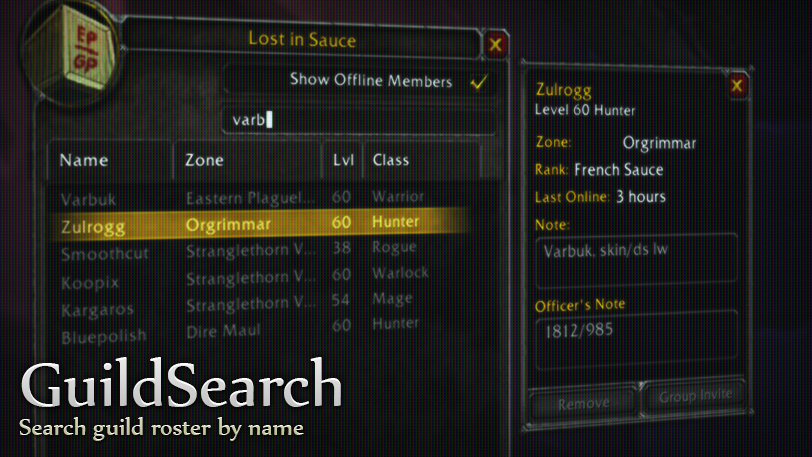 EP
GP
Lost in Sauce
Show Offline Members
varb
Name Zone Lvl Class
Varbuk Eastern Plaguel... 60 Warrior
Zulrogg Orgrimmar 60 Hunter
Smoothcut Stranglethorn V... 38 Rogue
Koopix Stranglethorn V... 60 Warlock
Kargaros Stranglethorn V... 54 Mage
Bluepolish Dire Maul 60 Hunter
Zulrogg
Level 60 Hunter
Zone: Orgrimmar
Rank: French Sauce
Last Online: 3 hours
Note:
Varbuk, skin/ds lw
Officer's Note
1812/985
Remove Group Invite
GuildSearch
Search guild roster by name